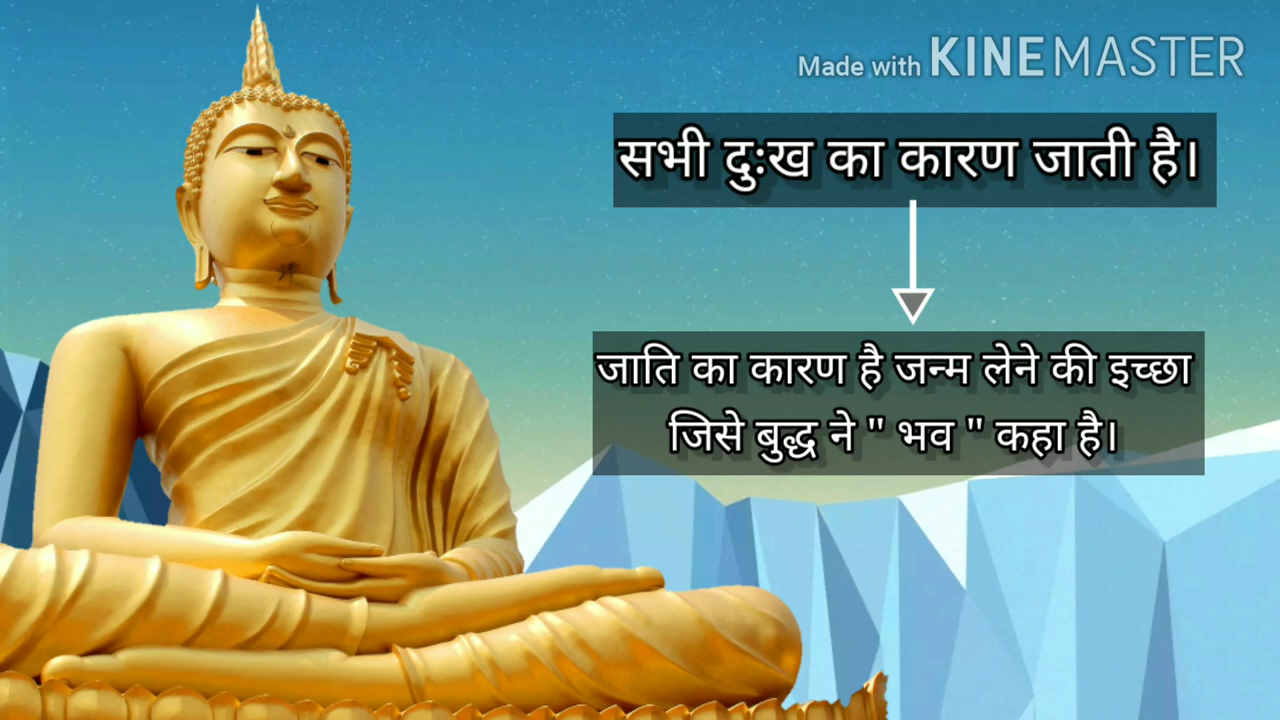 Made with KINEMASTER
सभी दुःख का कारण जाती है।
जाति का कारण है जन्म लेने की इच्छा
जिसे बुद्ध ने " भव " कहा है।